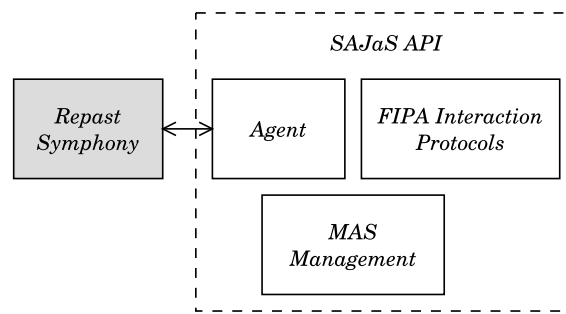 SAJaS API
Repast
Symphony
Agent
FIPA Interaction
Protocols
MAS
Management